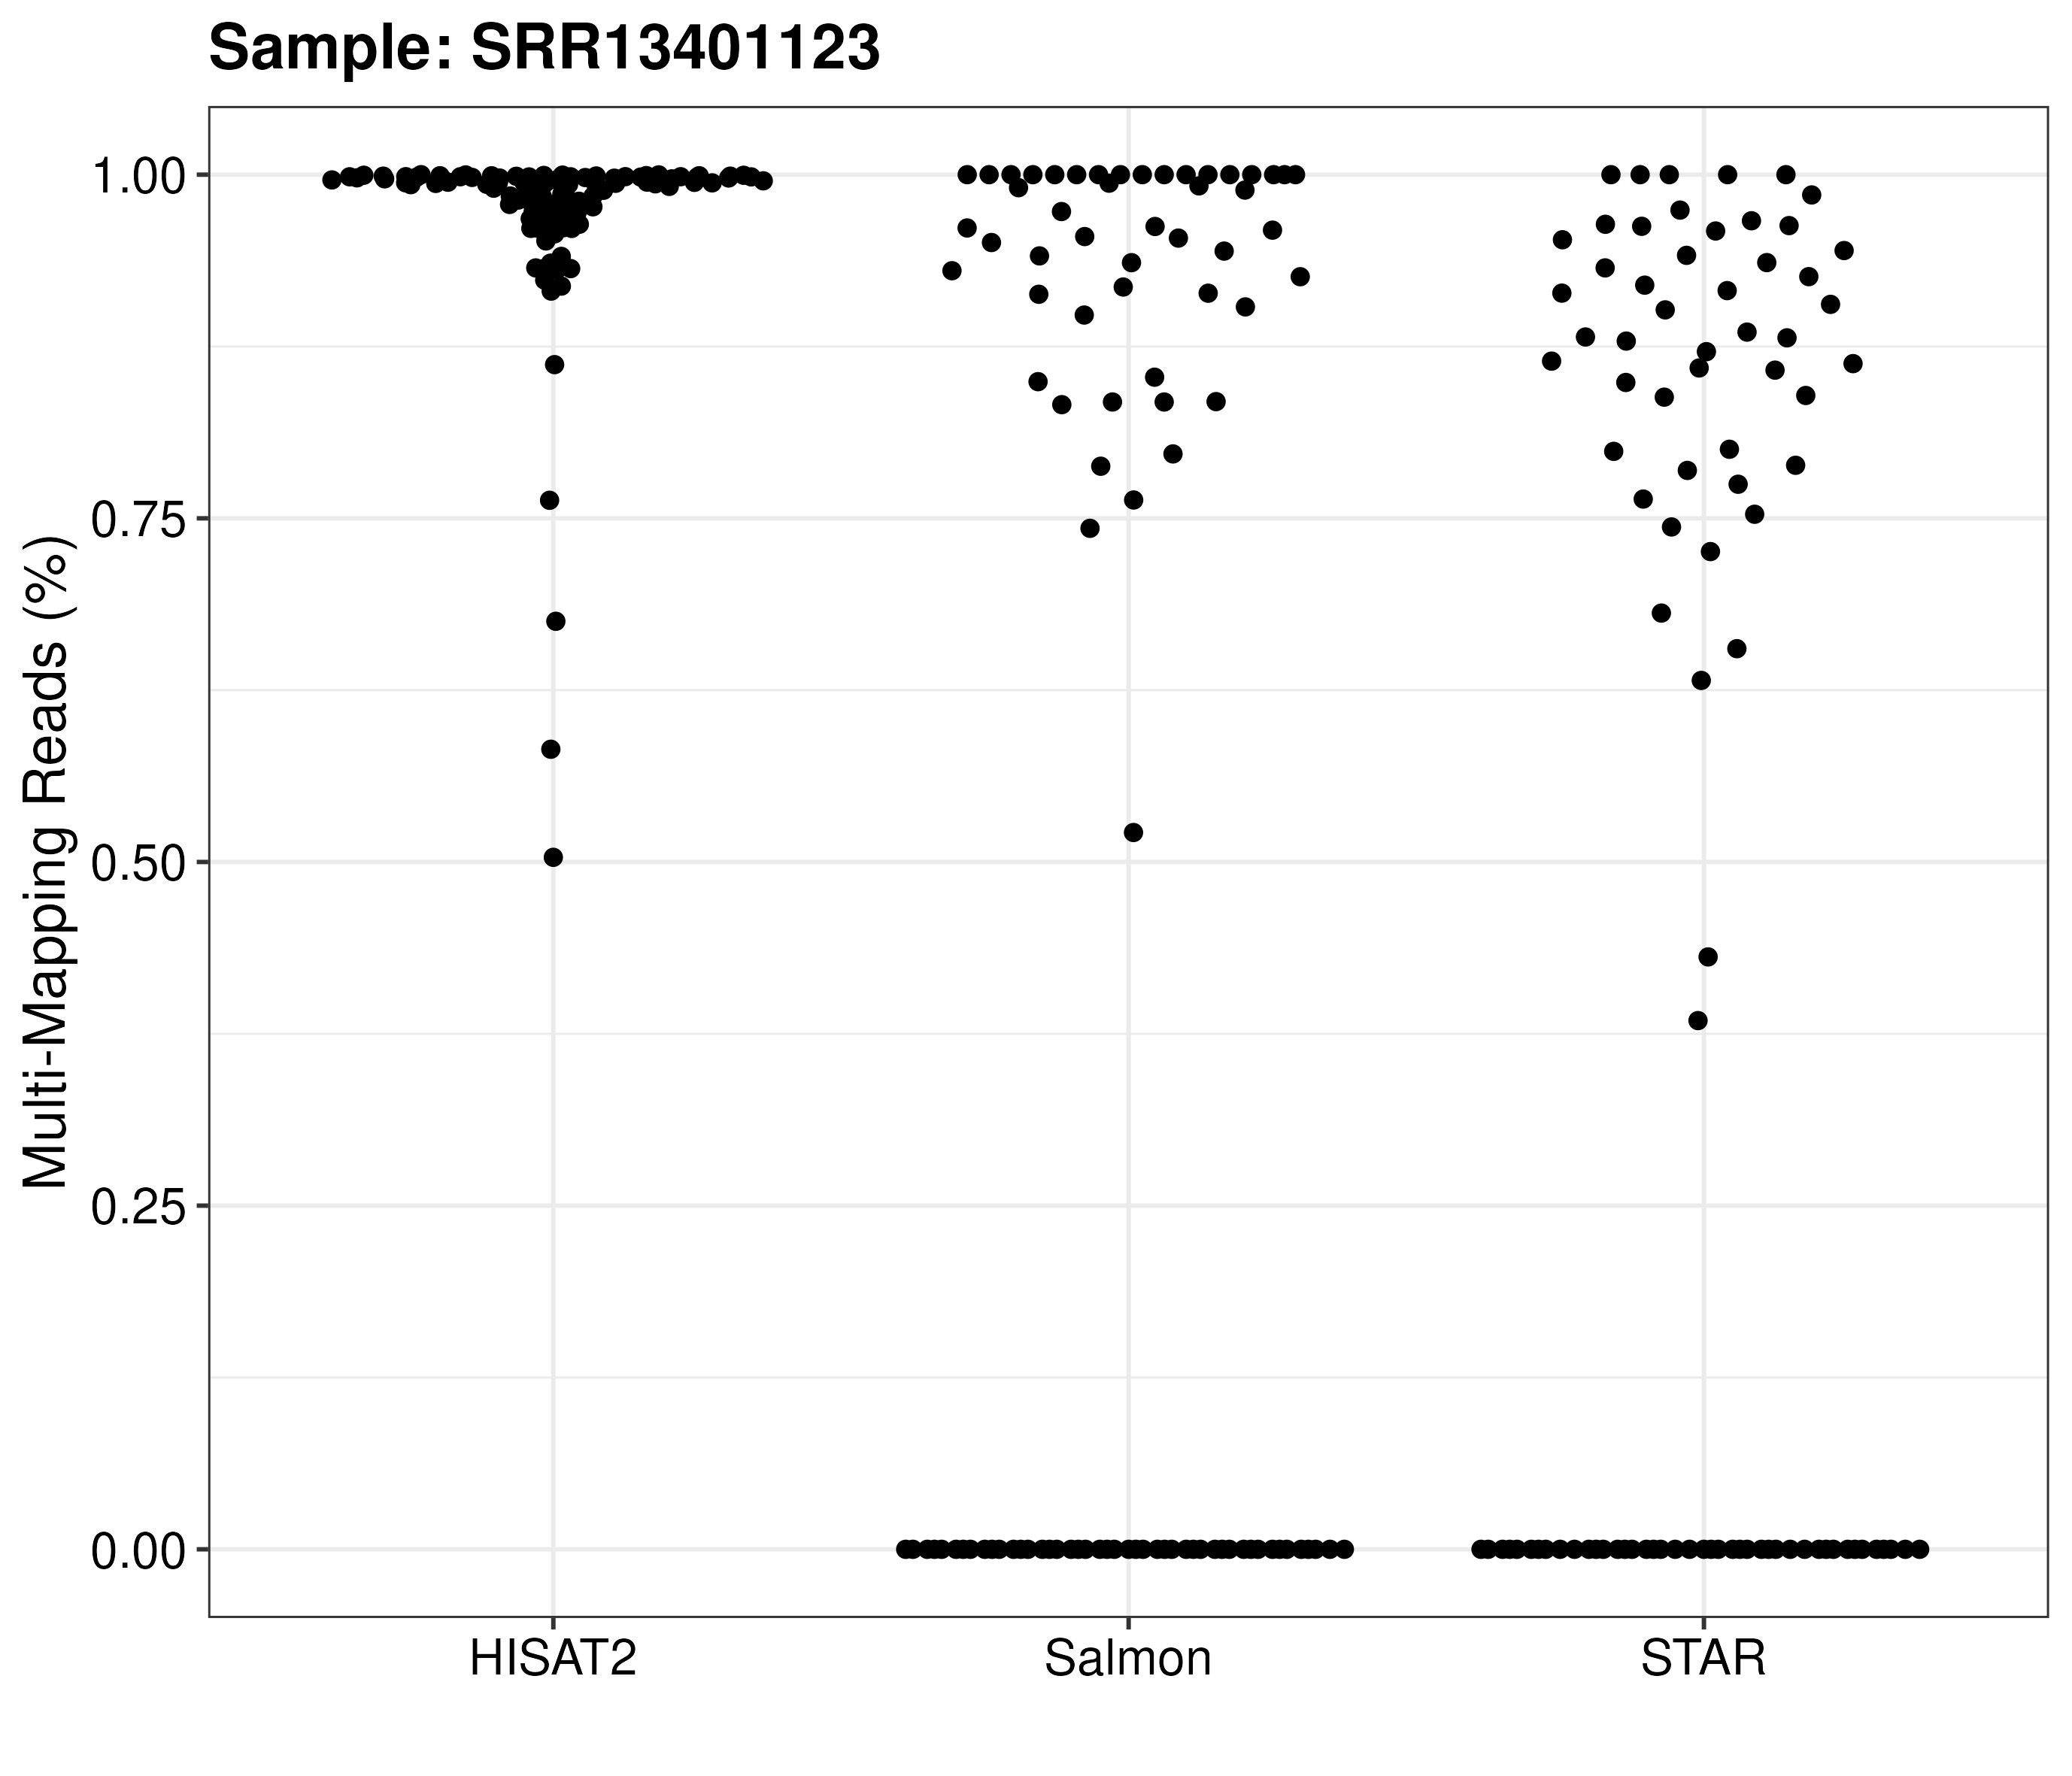 Sample: SRR13401123
Multi-Mapping Reads (%)
1.00
0.75
0.50
0.25
0.00
HISAT2
Salmon
STAR